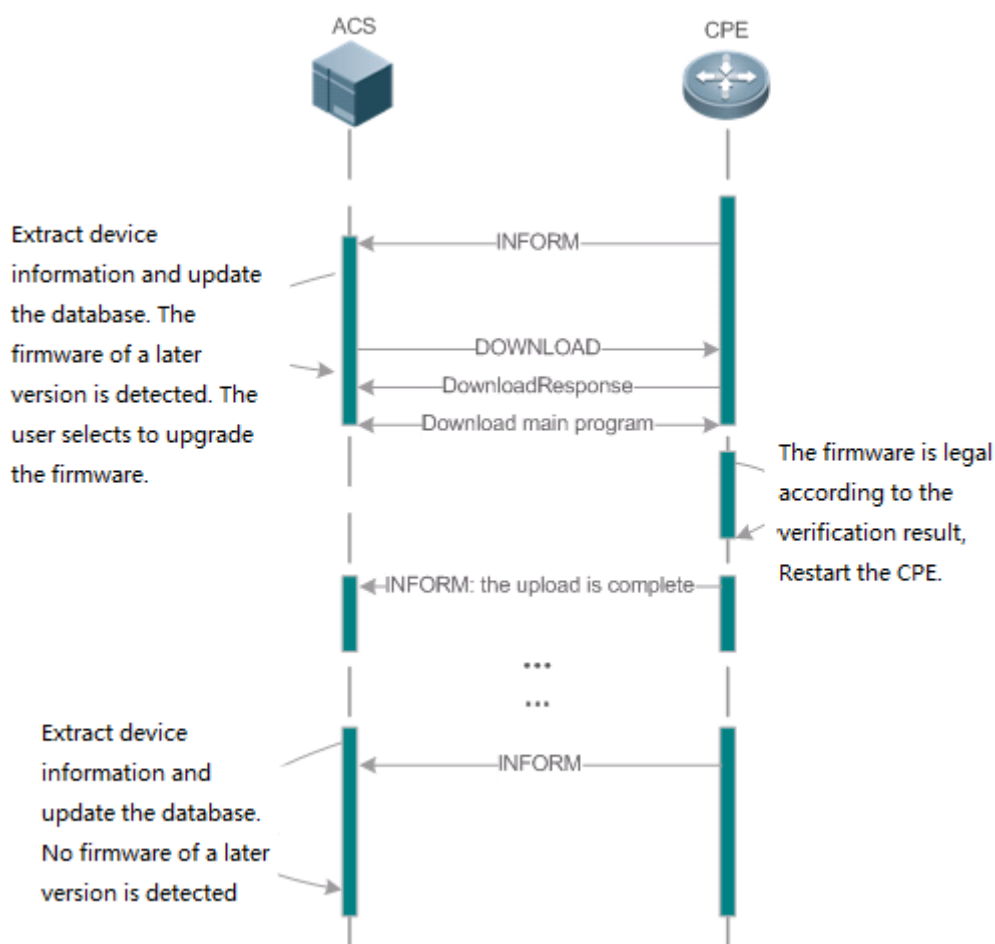 ACS
CPE
INFORM
Extract device
information and update
the database. The
firmware of a later
version is detected. The
user selects to upgrade
the firmware.
DOWNLOAD
DownloadResponse
Download main program
The firmware is legal
according to the
verification result,
Restart the CPE.
INFORM: the upload is complete
...
...
Extract device
information and
update the database.
No firmware of a later
version is detected
INFORM